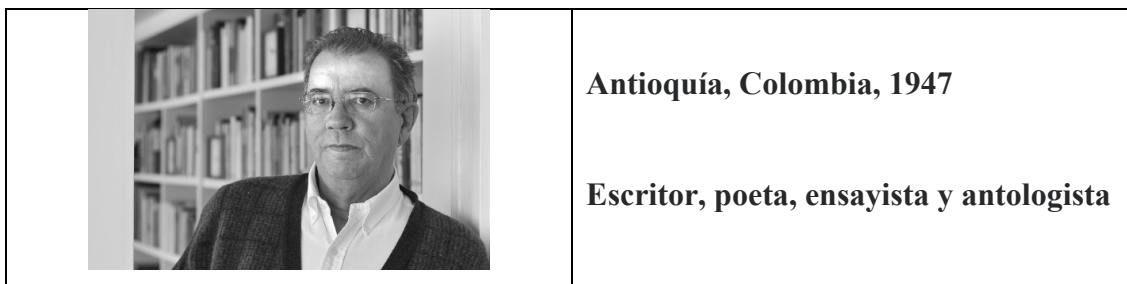 Antioquía, Colombia, 1947
Escritor, poeta, ensayista y antologista